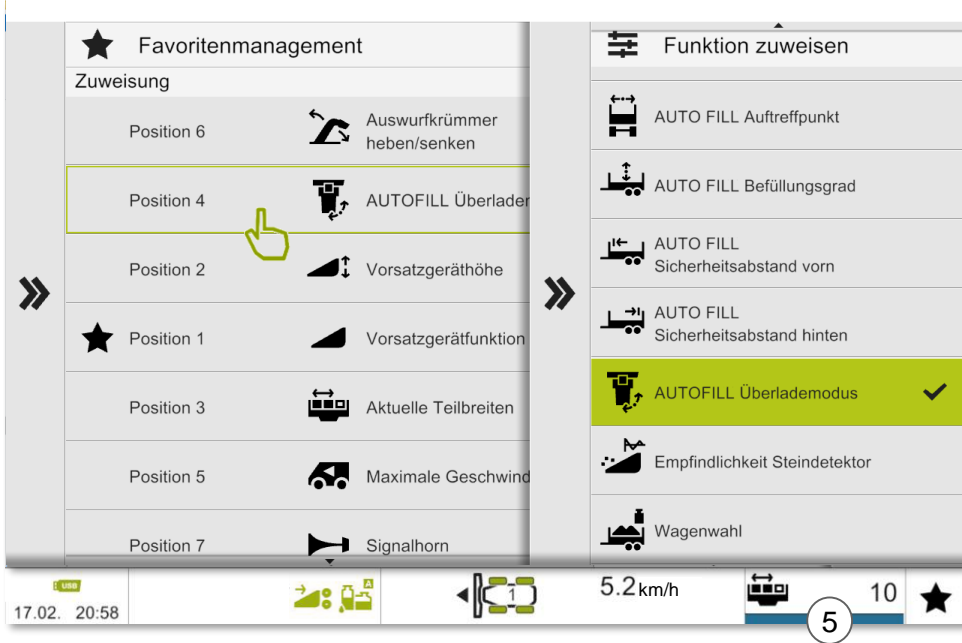 Favoritenmanagement
Zuweisung
Position 6
Auswurfkrümmer
heben/senken
Position 4
AUTOFILL Überlader
Position 2
Vorsatzgeräthöhe
Position 1
Vorsatzgerätfunktion
Position 3
Aktuelle Teilbreiten
Position 5
Maximale Geschwind
Position 7
Signalhorn
Funktion zuweisen
AUTO FILL Auftreffpunkt
AUTO FILL Befüllungsgrad
AUTO FILL
Sicherheitsabstand vorn
AUTO FILL
Sicherheitsabstand hinten
AUTOFILL Überlademodus
Empfindlichkeit Steindetektor
Wagenwahl
USB
17.02. 20:58
A
1
5.2 km/h
10
5